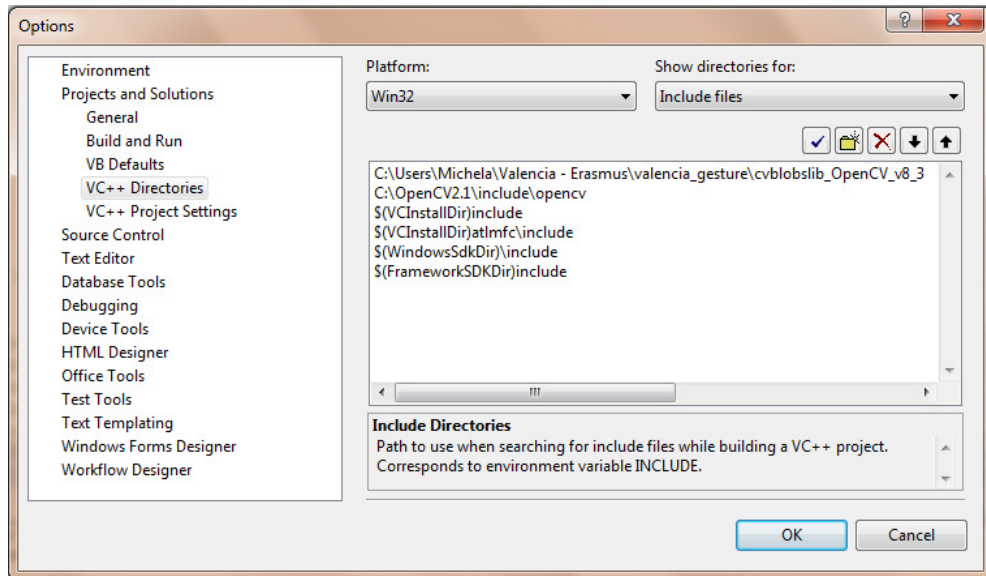 Options
Environment
Projects and Solutions
General
Build and Run
VB Defaults
VC++ Directories
VC++ Project Settings
Source Control
Text Editor
Database Tools
Debugging
Device Tools
HTML Designer
Office Tools
Test Tools
Text Templating
Windows Forms Designer
Workflow Designer
Platform:
Win32
Show directories for:
Include files
C:\Users\Michela\Valencia - Erasmus\valencia_gesture\cvblobslib_OpenCV_v8_3
C:\OpenCV2.1\include\opencv
$(VCInstallDir)include
$(VCInstallDir)atlmfc\include
$(WindowsSdkDir)\include
$(FrameworkSDKDir)include
Include Directories
Path to use when searching for include files while building a VC++ project.
Corresponds to environment variable INCLUDE.
OK
Cancel